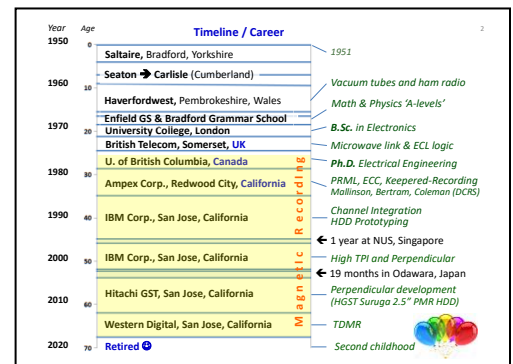 Year Age Timeline / Career 2
1950 0
Saltaire, Bradford, Yorkshire 1951
Seaton ➔ Carlisle (Cumberland)
1960 10 Vacuum tubes and ham radio
Haverfordwest, Pembrokeshire, Wales
Math & Physics ‘A-levels’
Enfield GS & Bradford Grammar School
1970 20 University College, London B.Sc. in Electronics
British Telecom, Somerset, UK Microwave link & ECL logic
U. of British Columbia, Canada Ph.D. Electrical Engineering
1980 30
Ampex Corp., Redwood City, California PRML, ECC, Keepered-Recording
Mallinson, Bertram, Coleman (DCRS)
1990 40 IBM Corp., San Jose, California Channel Integration
HDD Prototyping
🡸 1 year at NUS, Singapore
2000 50 IBM Corp., San Jose, California High TPI and Perpendicular
🡸 19 months in Odawara, Japan
2010 60 Hitachi GST, San Jose, California Perpendicular development
(HGST Suruga 2.5” PMR HDD)
Western Digital, San Jose, California TDMR
2020 70 Retired ☺ Second childhood
Magnetic Recording